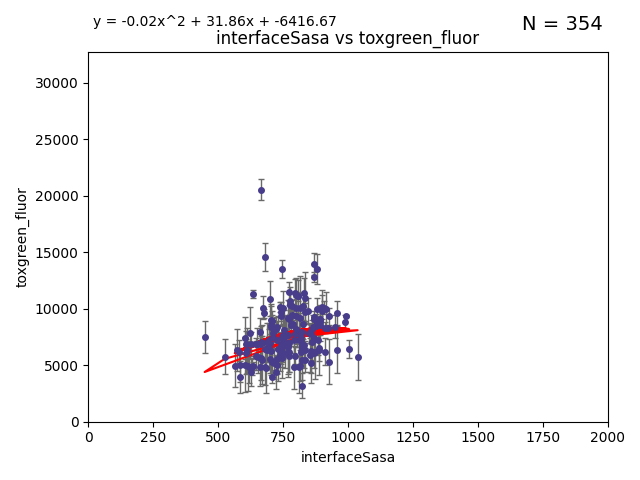 y = -0.02x^2 + 31.86x + -6416.67
N = 354
interfaceSasa vs toxgreen_fluor
30000
25000
20000
15000
10000
5000
0
toxgreen_fluor
0 250 500 750 1000 1250 1500 1750 2000
interfaceSasa